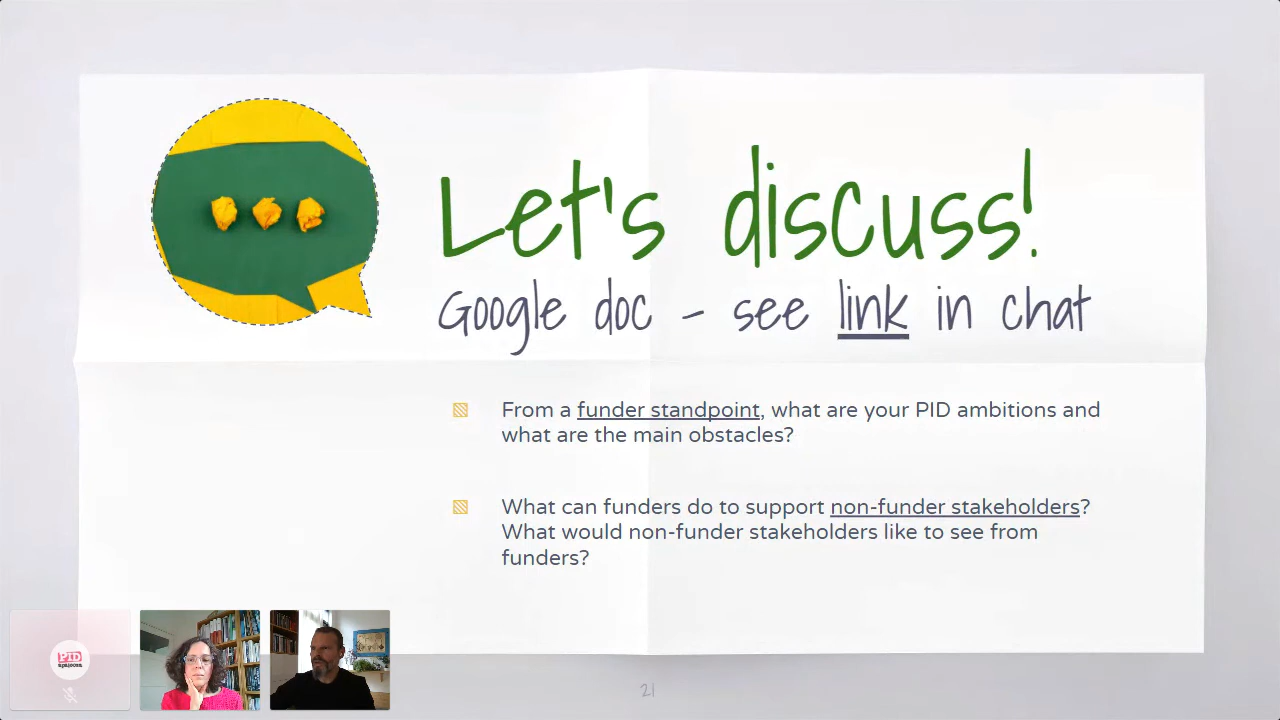 Let's discuss!
Google doc - see link in chat
From a funder standpoint, what are your PID ambitions and
what are the main obstacles?
What can funders do to support non-funder stakeholders?
What would non-funder stakeholders like to see from
funders?
PID
apalooza
21